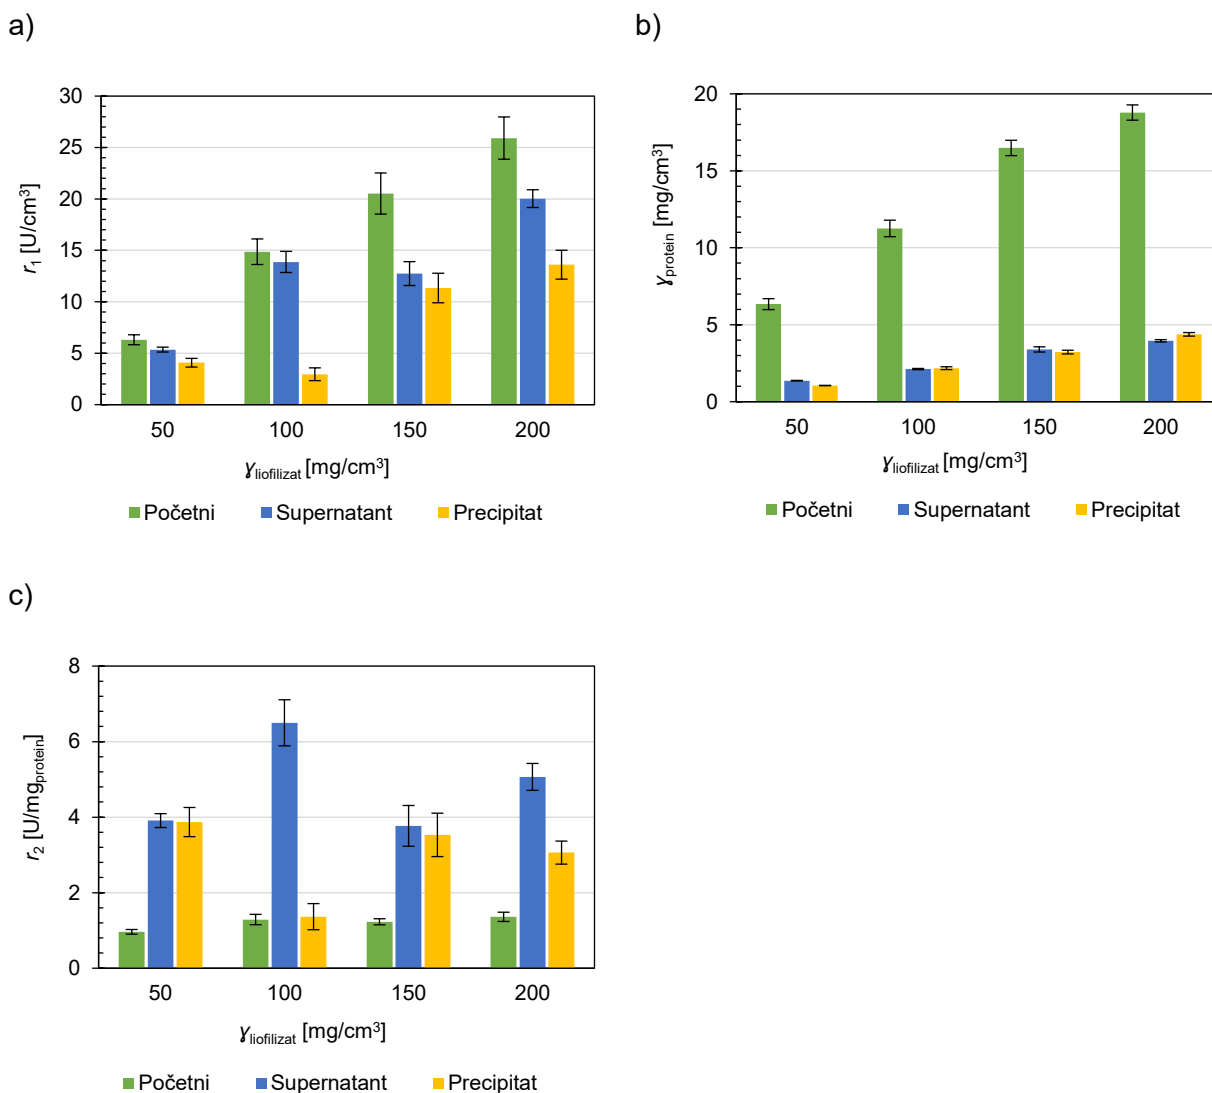 a)
30
25
20
15
10
5
0
r₁ [U/cm³]
50 100 150 200
γliofilizat [mg/cm³]
Početni Supernatant Precipitat
b)
20
15
10
5
0
γprotein [mg/cm³]
50 100 150 200
γliofilizat [mg/cm³]
Početni Supernatant Precipitat
c)
8
6
4
2
0
r₂ [U/mgprotein]
50 100 150 200
γliofilizat [mg/cm³]
Početni Supernatant Precipitat